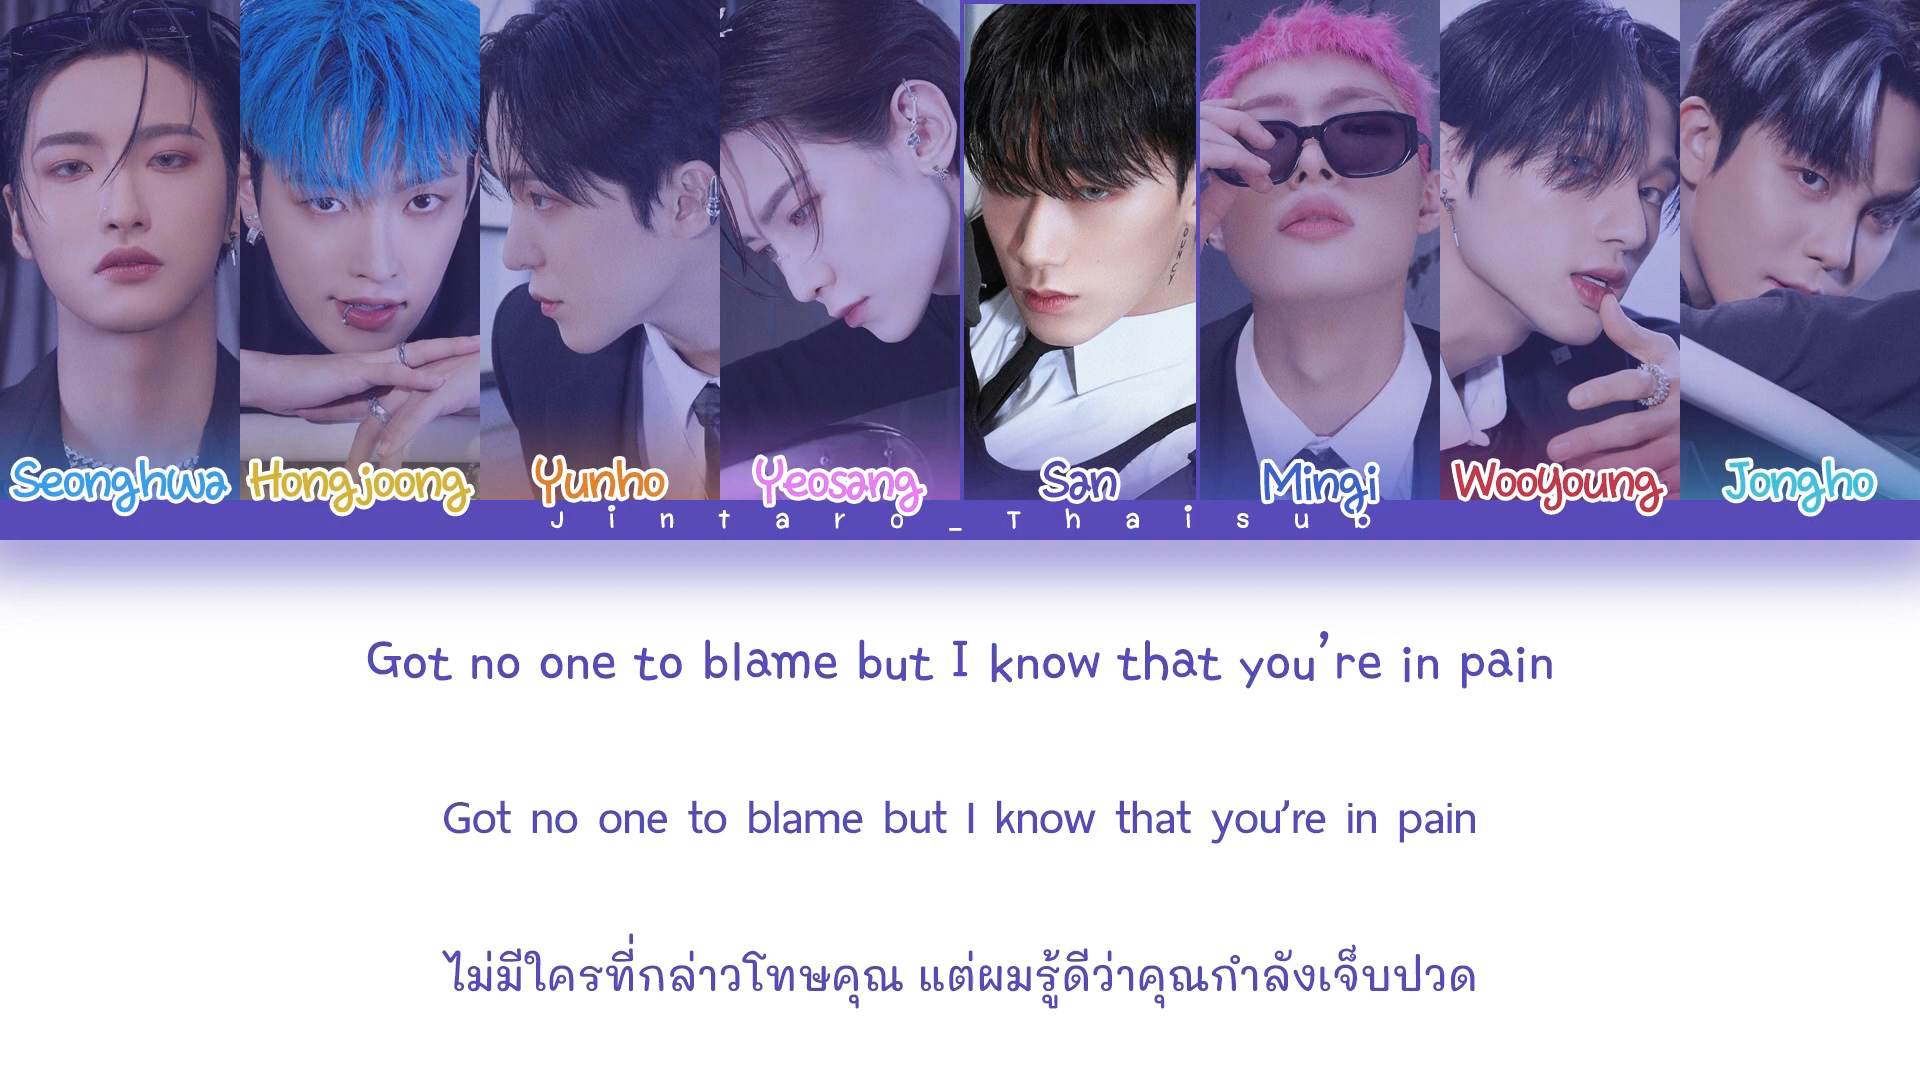 Seonghwa Hongjoong Yunho Yeosang San Mingi Wooyoung Jongho
Jintaro_Thaisub
Got no one to blame but I know that you're in pain
Got no one to blame but I know that you're in pain
ไม่มีใครที่กล่าวโทษคุณ แต่ผมรู้ดีว่าคุณกำลังเจ็บปวด